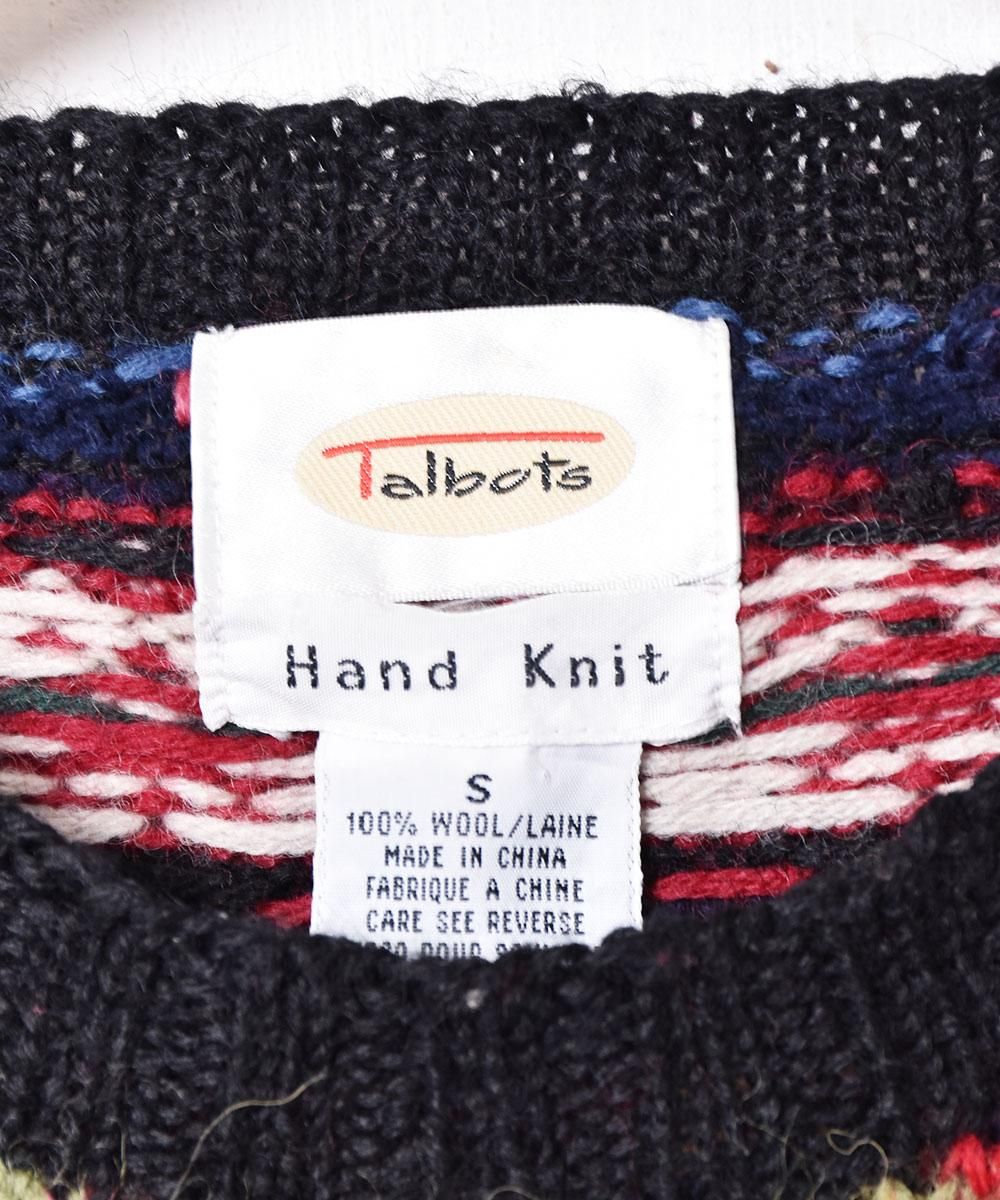 Talbots
Hand Knit
S
100% WOOL/LAINE
MADE IN CHINA
FABRIQUE A CHINE
CARE SEE REVERSE